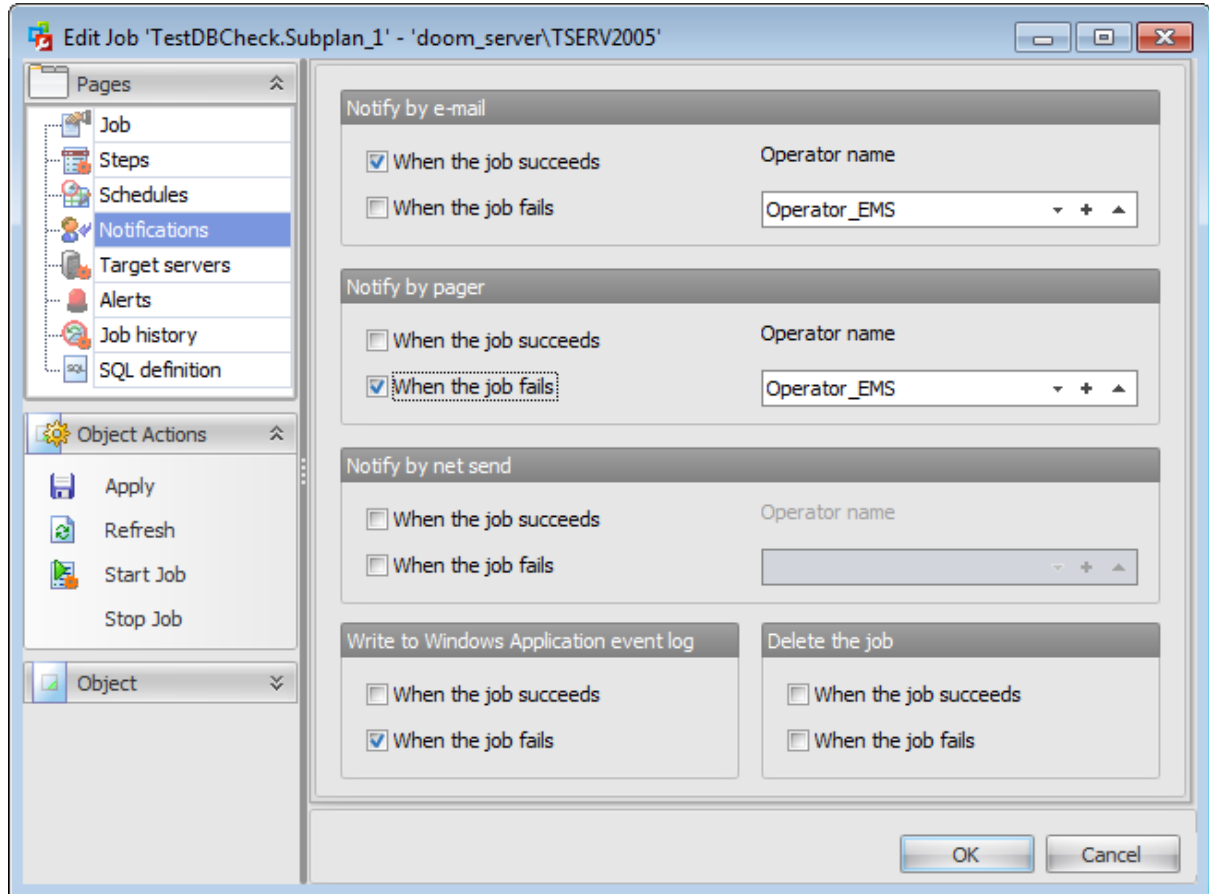 Edit Job 'TestDBCheck.Subplan_1' - 'doom_server\TSERV2005'
Pages
Job
Steps
Schedules
Notifications
Target servers
Alerts
Job history
SQL
SQL definition
Object Actions
Apply
Refresh
Start Job
Stop Job
Object
Notify by e-mail
When the job succeeds
Operator name
When the job fails
Operator_EMS
Notify by pager
When the job succeeds
Operator name
When the job fails
Operator_EMS
Notify by net send
When the job succeeds
Operator name
When the job fails
Write to Windows Application event log
When the job succeeds
When the job fails
Delete the job
When the job succeeds
When the job fails
OK
Cancel